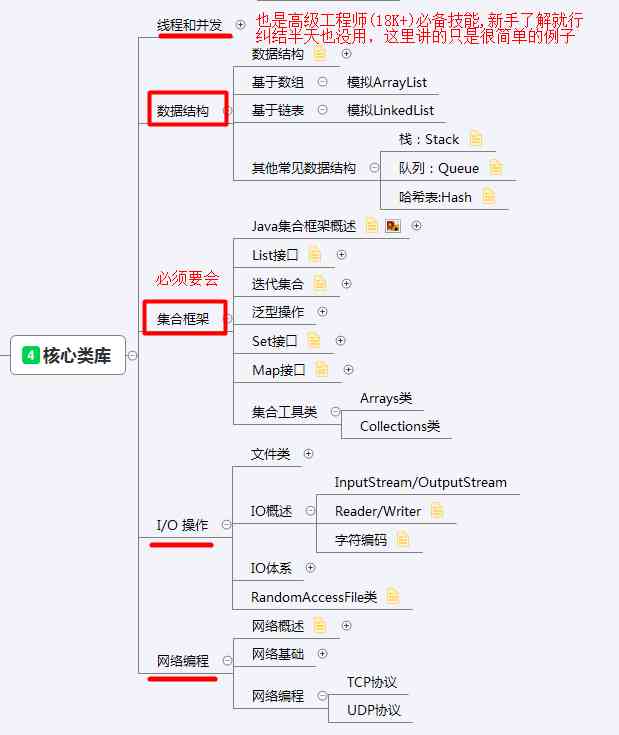 线程和并发
也是高级工程师(18K+)必备技能,新手了解就行
纠结半天也没用. 这里讲的只是很简单的例子
数据结构
数据结构
基于数组
模拟ArrayList
基于链表
模拟LinkedList
其他常见数据结构
栈：Stack
队列：Queue
哈希表:Hash
必须要会
集合框架
Java集合框架概述
List接口
迭代集合
泛型操作
Set接口
Map接口
集合工具类
Arrays类
Collections类
4 核心类库
I/O 操作
文件类
IO概述
InputStream/OutputStream
Reader/Writer
字符编码
IO体系
RandomAccessFile类
网络编程
网络概述
网络基础
网络编程
TCP协议
UDP协议